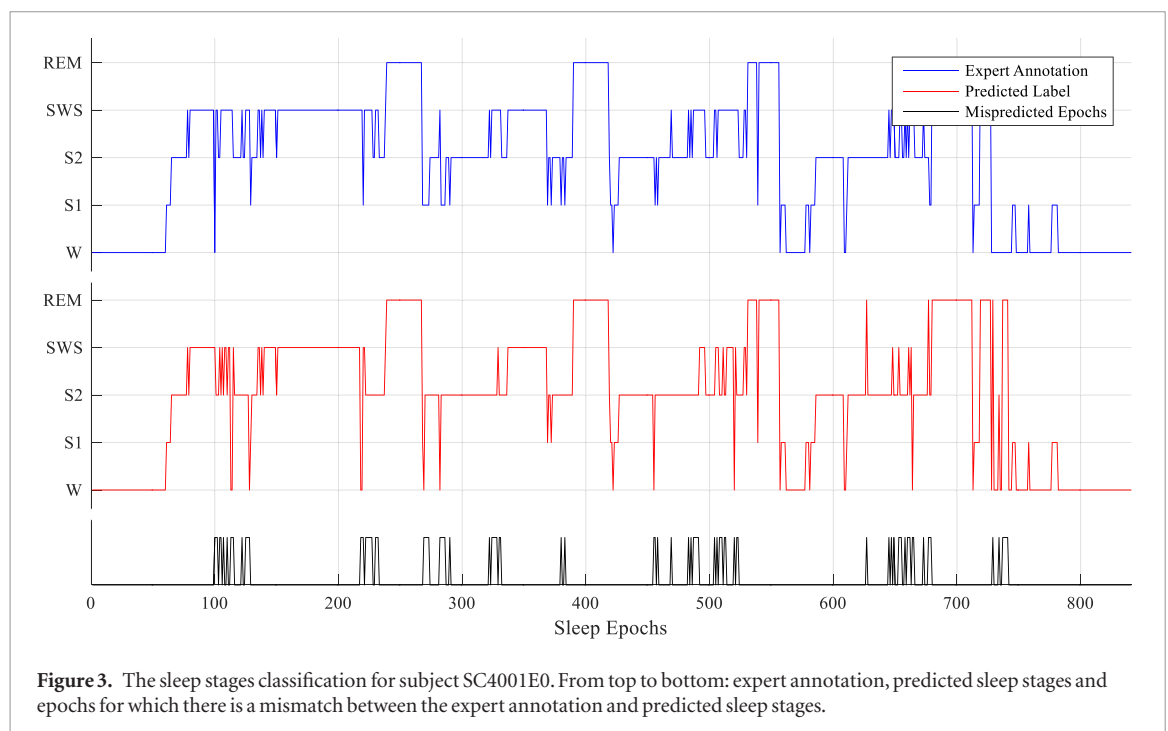 REM
SWS
S2
S1
W
Expert Annotation
Predicted Label
Mispredicted Epochs
REM
SWS
S2
S1
W
0 100 200 300 400 500 600 700 800
Sleep Epochs
Figure 3. The sleep stages classification for subject SC4001E0. From top to bottom: expert annotation, predicted sleep stages and
epochs for which there is a mismatch between the expert annotation and predicted sleep stages.